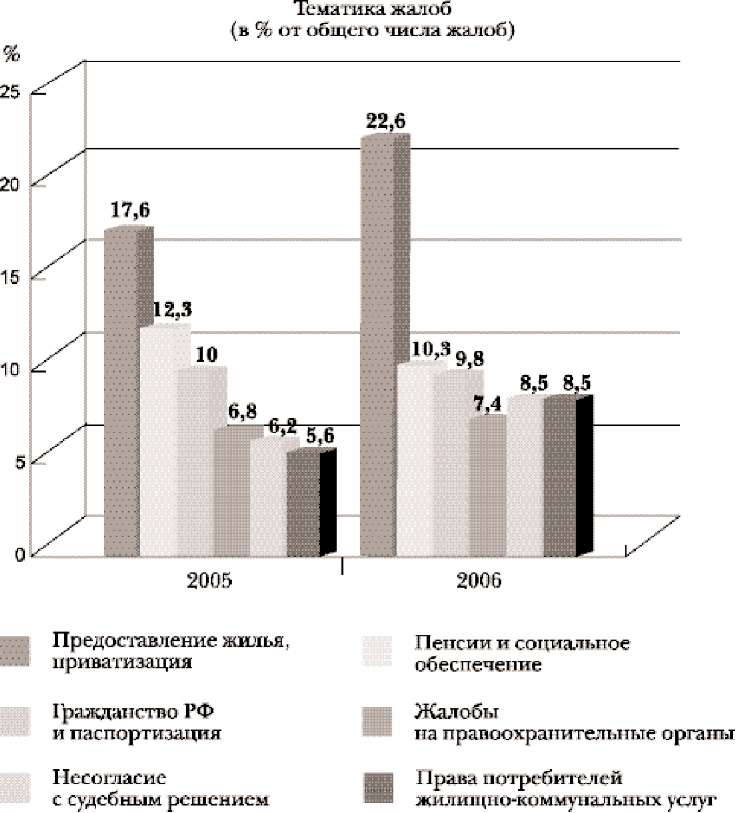 Тематика жалоб
(в % от общего числа жалоб)
%
25
20
15
10
5
0
17,6
12,3
10
6,8
6,2
5,6
22,6
10,3
9,8
7,4
8,5
8,5
2005
2006
Предоставление жилья,
приватизация
Пенсии и социальное
обеспечение
Гражданство РФ
и паспортизация
Жалобы
на правоохранительные органы
Несогласие
с судебным решением
Права потребителей
жилищно-коммунальных услуг